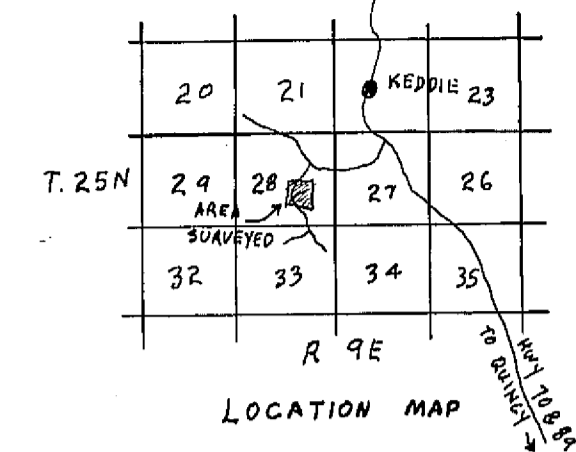 20 21 KEDDIE 23
T. 25N 29 28 27 26
AREA
SURVEYED
32 33 34 35
R 9E
TO QUINCY
HWY 70 & 89
LOCATION MAP